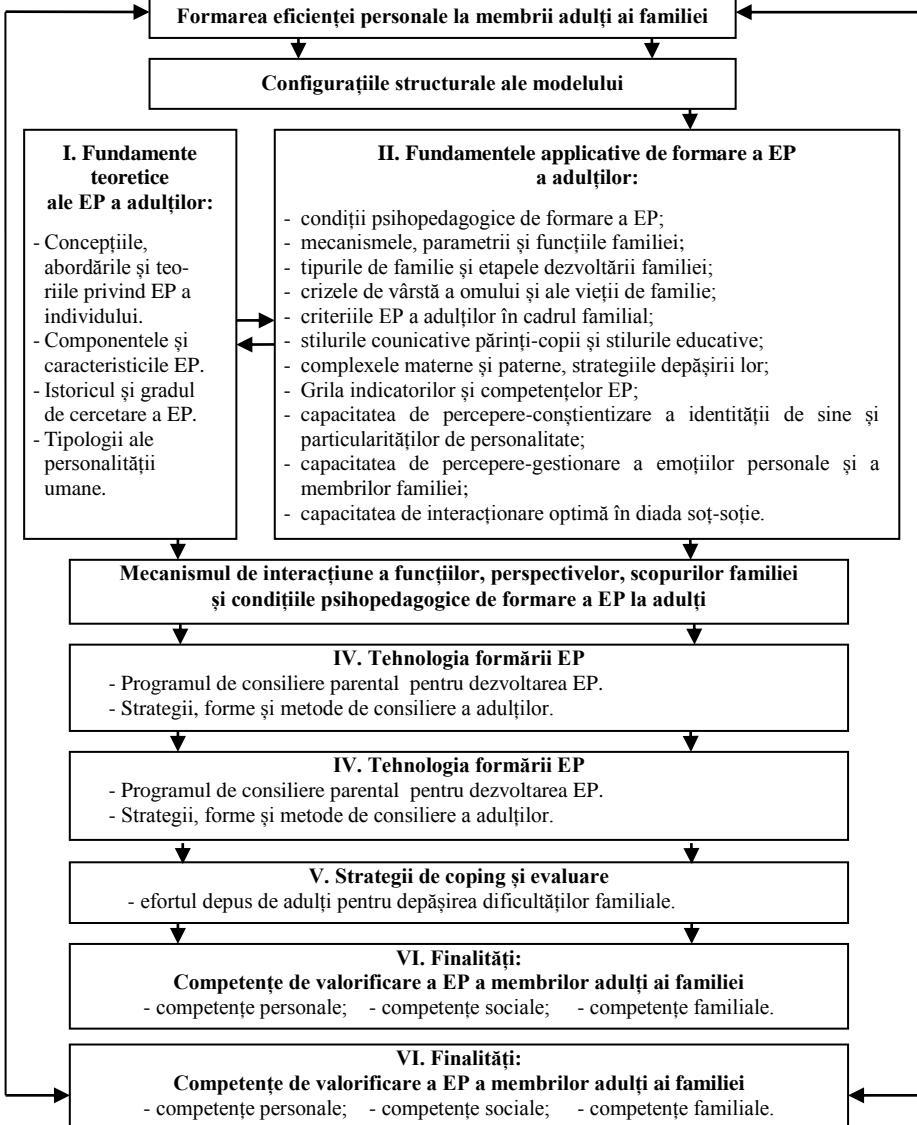 Formarea eficienței personale la membrii adulți ai familiei
Configurațiile structurale ale modelului
I. Fundamente
teoretice
ale EP a adulților:
- Concepțiile,
abordările și teo-
riile privind EP a
individului.
- Componentele și
caracteristicile EP.
- Istoricul și gradul
de cercetare a EP.
- Tipologii ale
personalității
umane.
II. Fundamentele applicative de formare a EP
a adulților:
- condiții psihopedagogice de formare a EP;
- mecanismele, parametrii și funcțiile familiei;
- tipurile de familie și etapele dezvoltării familiei;
- crizele de vârstă a omului și ale vieții de familie;
- criteriile EP a adulților în cadrul familial;
- stilurile counicative părinți-copii și stilurile educative;
- complexele materne și paterne, strategiile depășirii lor;
- Grila indicatorilor și competențelor EP;
- capacitatea de percepere-conștientizare a identității de sine și
particularităților de personalitate;
- capacitatea de percepere-gestionare a emoțiilor personale și a
membrilor familiei;
- capacitatea de interacționare optimă în diada soț-soție.
Mecanismul de interacțiune a funcțiilor, perspectivelor, scopurilor familiei
și condițiile psihopedagogice de formare a EP la adulți
IV. Tehnologia formării EP
- Programul de consiliere parental pentru dezvoltarea EP.
- Strategii, forme și metode de consiliere a adulților.
IV. Tehnologia formării EP
- Programul de consiliere parental pentru dezvoltarea EP.
- Strategii, forme și metode de consiliere a adulților.
V. Strategii de coping și evaluare
- efortul depus de adulți pentru depășirea dificultăților familiale.
VI. Finalități:
Competențe de valorificare a EP a membrilor adulți ai familiei
- competențe personale; - competențe sociale; - competențe familiale.
VI. Finalități:
Competențe de valorificare a EP a membrilor adulți ai familiei
- competențe personale; - competențe sociale; - competențe familiale.